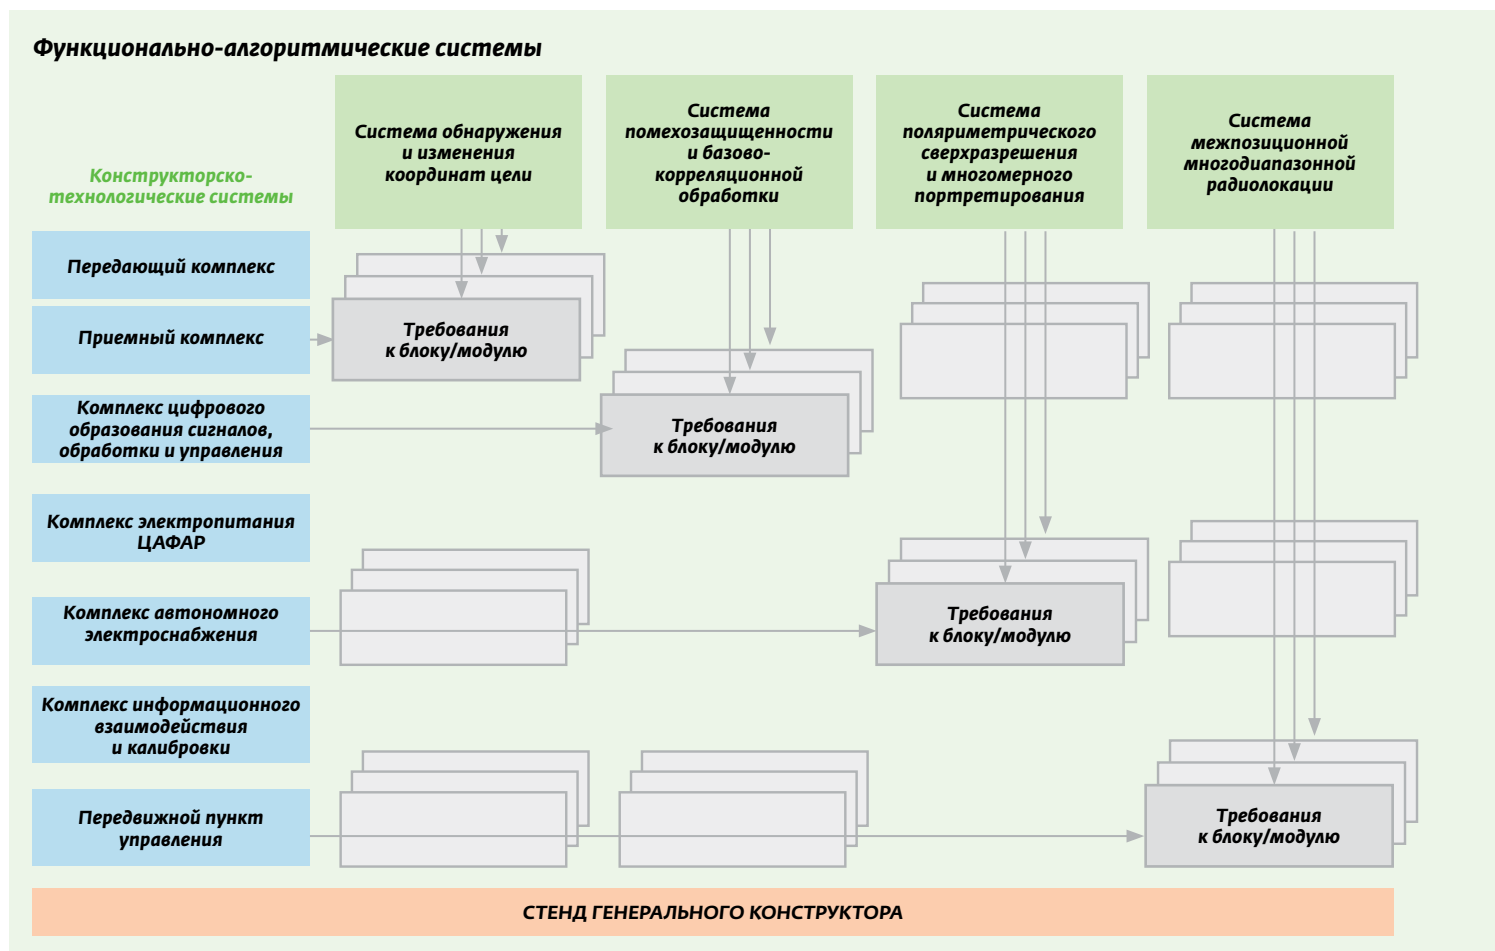 Функционально-алгоритмические системы
Система обнаружения
и изменения
координат цели
Система
помехозащищенности
и базово-
корреляционной
обработки
Система
поляриметрического
сверхразрешения
и многомерного
портретирования
Система
межпозиционной
многодиапазонной
радиолокации
Конструкторско-
технологические системы
Передающий комплекс
Приемный комплекс
Требования
к блоку/модулю
Комплекс цифрового
образования сигналов,
обработки и управления
Требования
к блоку/модулю
Комплекс электропитания
ЦАФАР
Комплекс автономного
электроснабжения
Требования
к блоку/модулю
Комплекс информационного
взаимодействия
и калибровки
Передвижной пункт
управления
Требования
к блоку/модулю
СТЕНД ГЕНЕРАЛЬНОГО КОНСТРУКТОРА